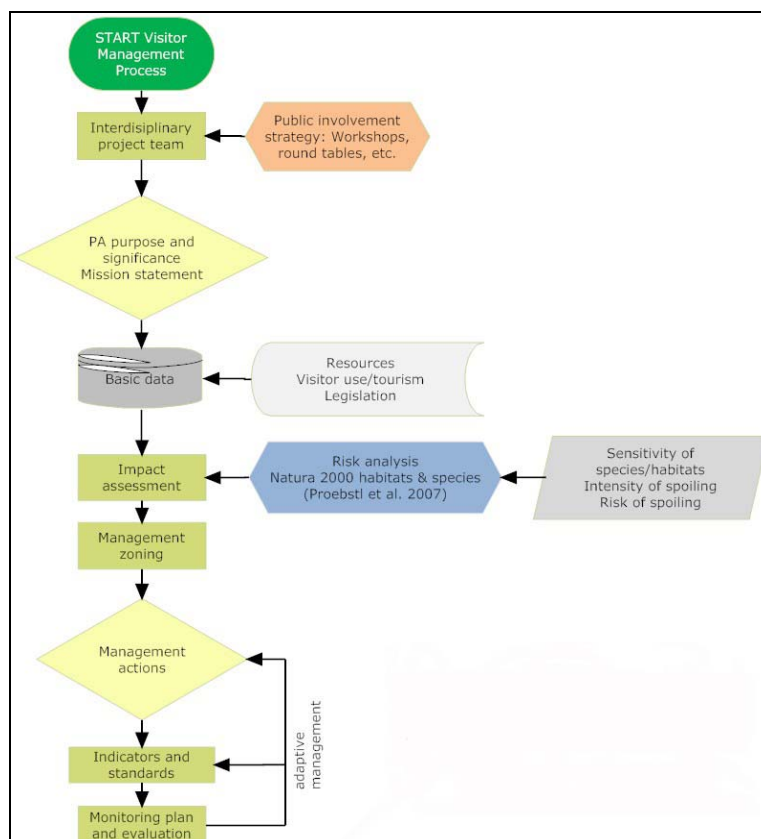 START Visitor
Management
Process
Interdisiplinary
project team
Public involvement
strategy: Workshops,
round tables, etc.
PA purpose and
significance
Mission statement
Basic data
Resources
Visitor use/tourism
Legislation
Impact
assessment
Risk analysis
Natura 2000 habitats & species
(Proebstl et al. 2007)
Sensitivity of
species/habitats
Intensity of spoiling
Risk of spoiling
Management
zoning
Management
actions
adaptive
management
Indicators and
standards
Monitoring plan
and evaluation